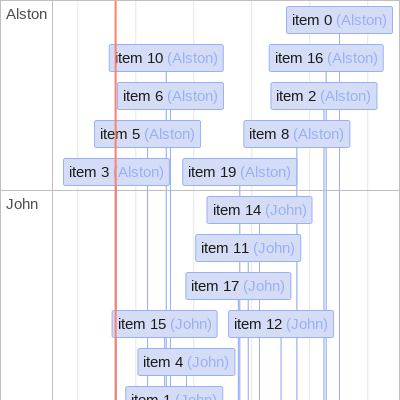 Alston
item 0 (Alston)
item 10 (Alston)
item 16 (Alston)
item 6 (Alston)
item 2 (Alston)
item 5 (Alston)
item 8 (Alston)
item 3 (Alston)
item 19 (Alston)
John
item 14 (John)
item 11 (John)
item 17 (John)
item 15 (John)
item 12 (John)
item 4 (John)
item 1 (John)